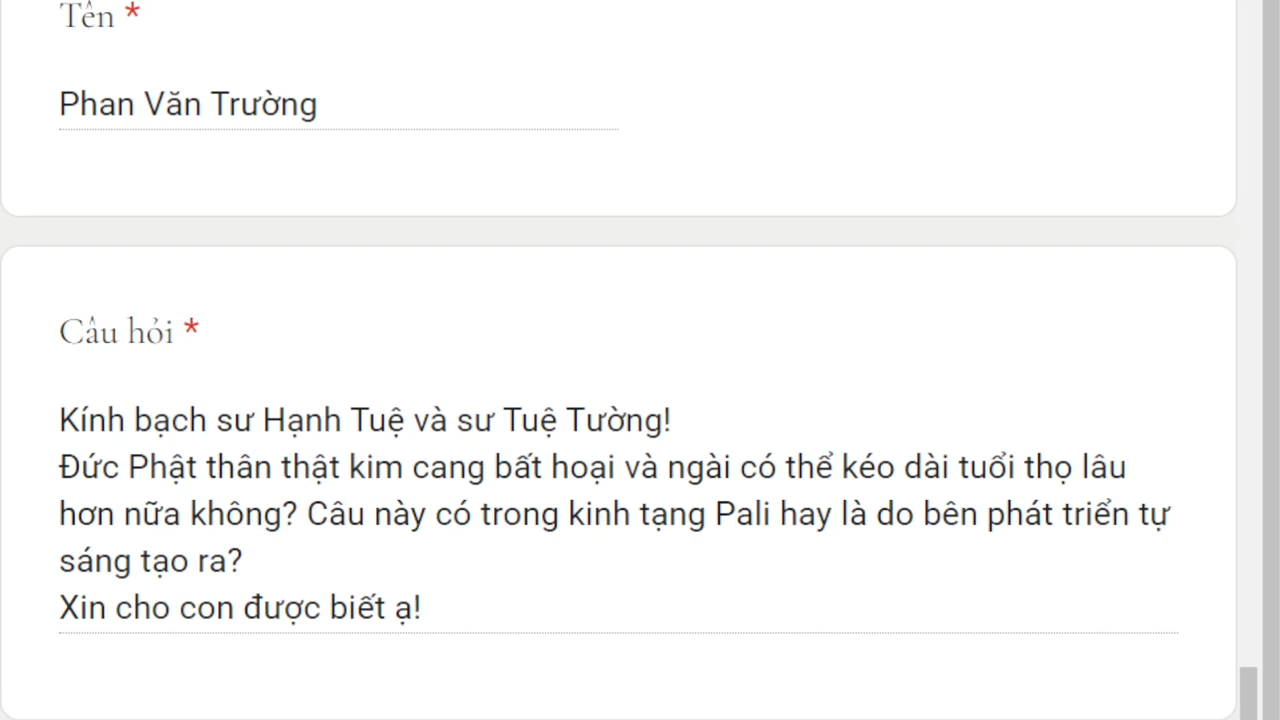 Tên *
Phan Văn Trường
Câu hỏi *
Kính bạch sư Hạnh Tuệ và sư Tuệ Tường!
Đức Phật thân thật kim cang bất hoại và ngài có thể kéo dài tuổi thọ lâu
hơn nữa không? Câu này có trong kinh tạng Pali hay là do bên phát triển tự
sáng tạo ra?
Xin cho con được biết ạ!